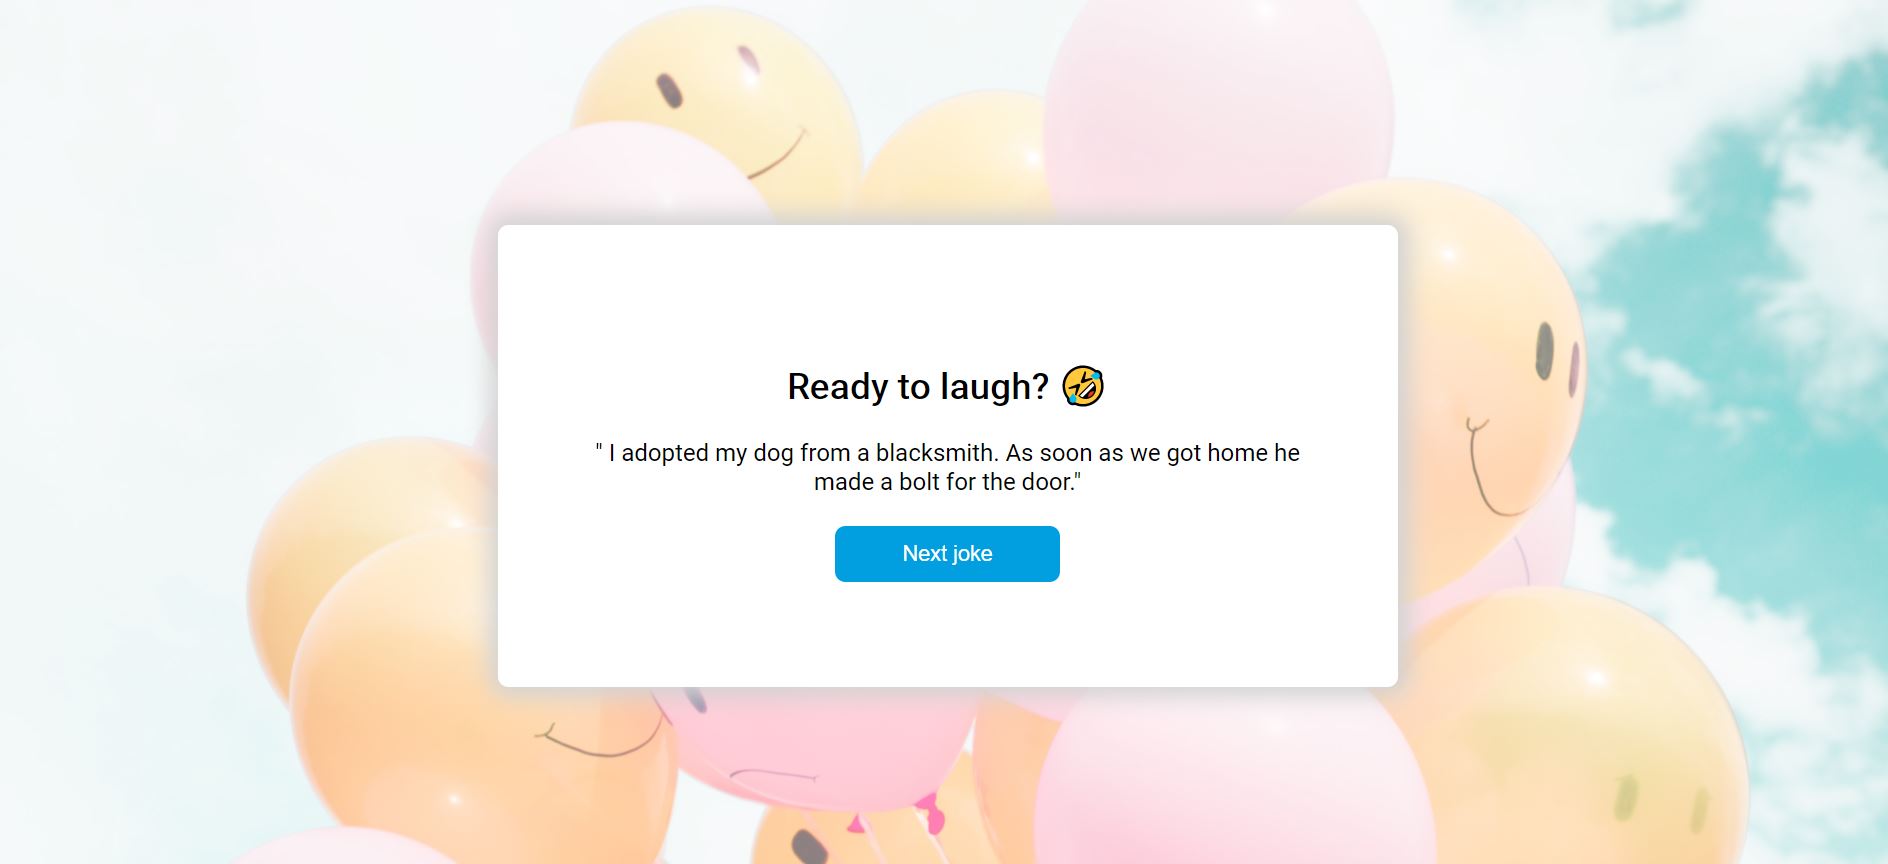 Ready to laugh? 🤣
" I adopted my dog from a blacksmith. As soon as we got home he
made a bolt for the door."
Next joke